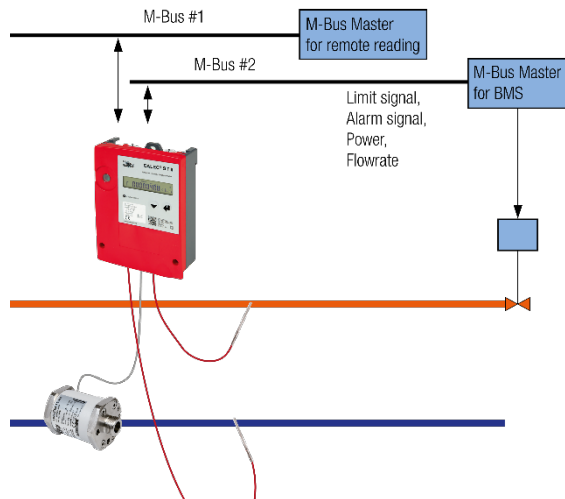 M-Bus #1
M-Bus Master
for remote reading
M-Bus #2
M-Bus Master
for BMS
Limit signal,
Alarm signal,
Power,
Flowrate